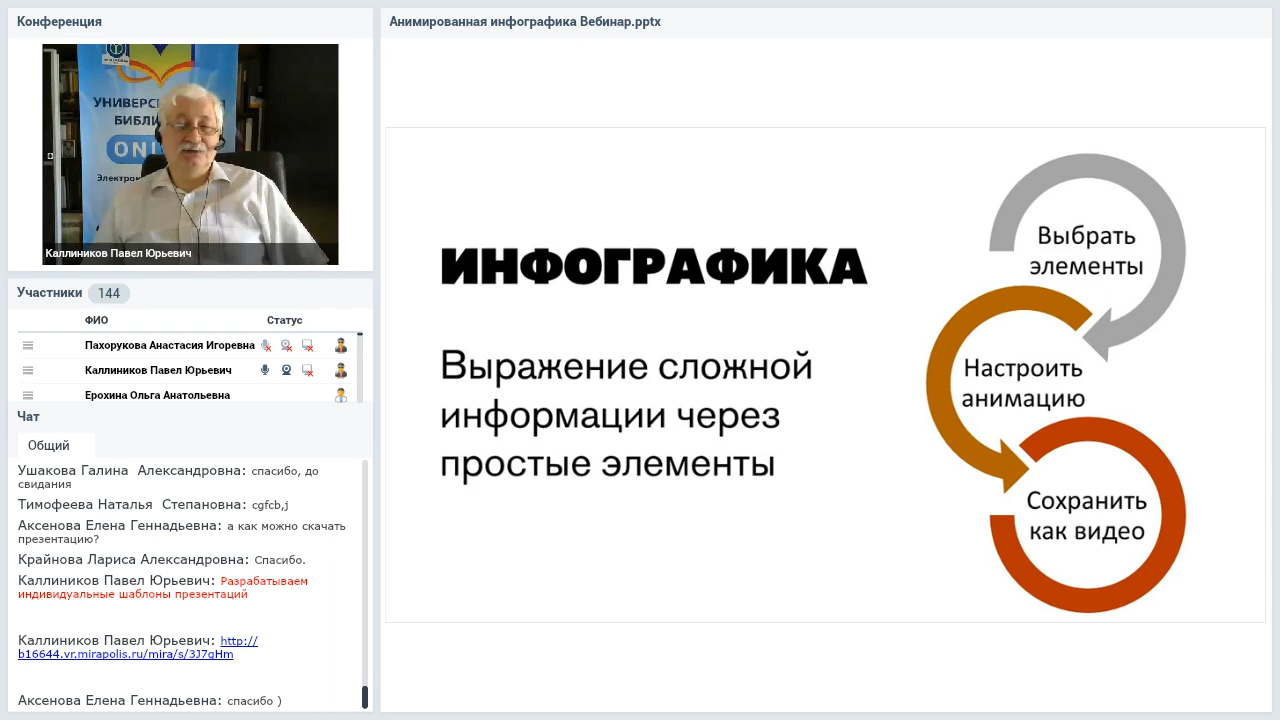 Конференция
УНИВЕРС
БИБЛИ
ONL
Электрон
Каллиников Павел Юрьевич
Участники 144
ФИО Статус
Пахорукова Анастасия Игоревна
Каллиников Павел Юрьевич
Ерохина Ольга Анатольевна
Чат
Общий
Ушакова Галина Александровна: спасибо, до
свидания
Тимофеева Наталья Степановна: cgfcb,j
Аксенова Елена Геннадьевна: а как можно скачать
презентацию?
Крайнова Лариса Александровна: Спасибо.
Каллиников Павел Юрьевич: Разрабатываем
индивидуальные шаблоны презентаций
Каллиников Павел Юрьевич: http://
b16644.vr.mirapolis.ru/mira/s/3J7gHm
Аксенова Елена Геннадьевна: спасибо )
Анимированная инфографика Вебинар.pptx
ИНФОГРАФИКА
Выражение сложной
информации через
простые элементы
Выбрать
элементы
Настроить
анимацию
Сохранить
как видео